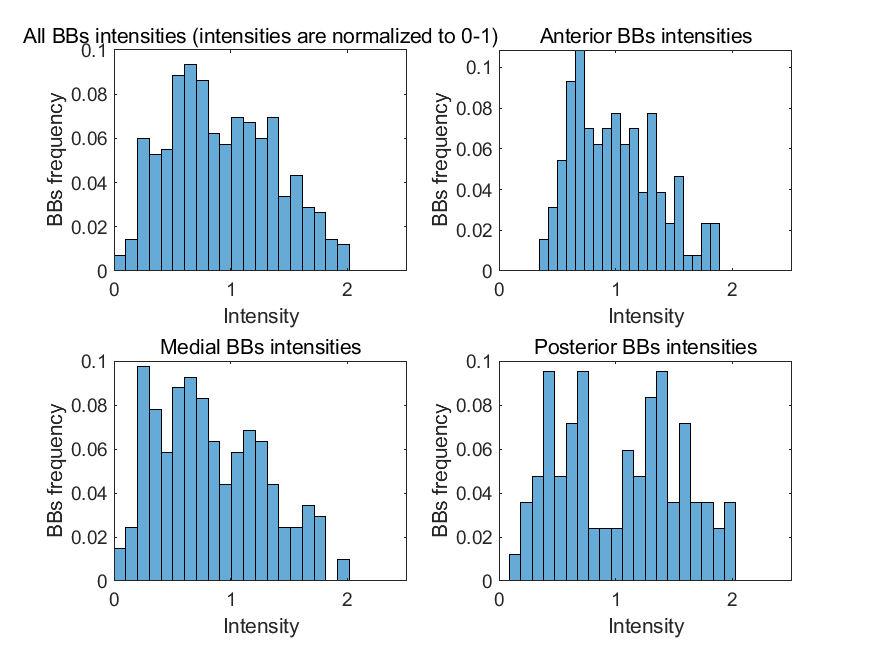 All BBs intensities (intensities are normalized to 0-1)
0.1
0.08
0.06
0.04
0.02
0
BBs frequency
0 1 2
Intensity
Anterior BBs intensities
0.1
0.08
0.06
0.04
0.02
0
BBs frequency
0 1 2
Intensity
Medial BBs intensities
0.1
0.08
0.06
0.04
0.02
0
BBs frequency
0 1 2
Intensity
Posterior BBs intensities
0.1
0.08
0.06
0.04
0.02
0
BBs frequency
0 1 2
Intensity